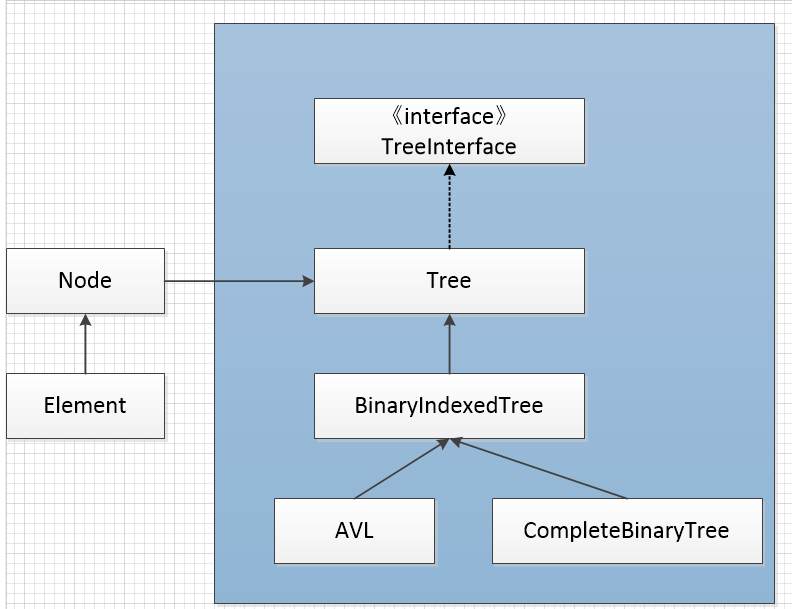 《interface》
TreeInterface
Node
Tree
Element
BinaryIndexedTree
AVL
CompleteBinaryTree